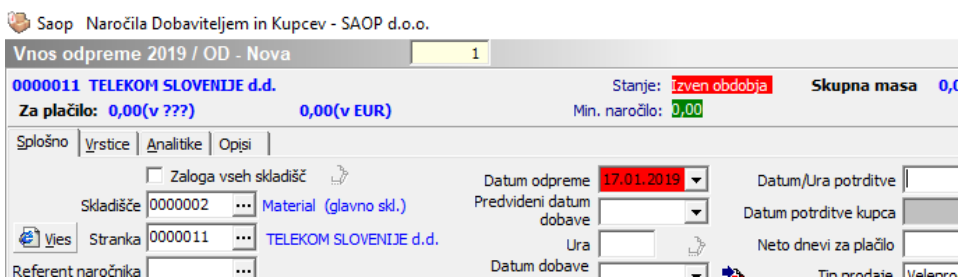 Saop Naročila Dobaviteljem in Kupcev - SAOP d.o.o.
Vnos odpreme 2019 / OD - Nova 1
0000011 TELEKOM SLOVENIJE d.d. Stanje: Izven obdobja Skupna masa
Za plačilo: 0,00(v ???) 0,00(v EUR) Min. naročilo: 0,00
Splošno Vrstice Analitike Opisi
Zaloga vseh skladišč Datum odpreme 17.01.2019 Datum/Ura potrditve
Skladišče 0000002 ... Material (glavno skl.) Predvideni datum dobave Datum potrditve kupca
Vies Stranka 0000011 ... TELEKOM SLOVENIJE d.d. Ura Neto dnevi za plačilo
Referent naročnika ... Datum dobave Tip prodaje Velepro